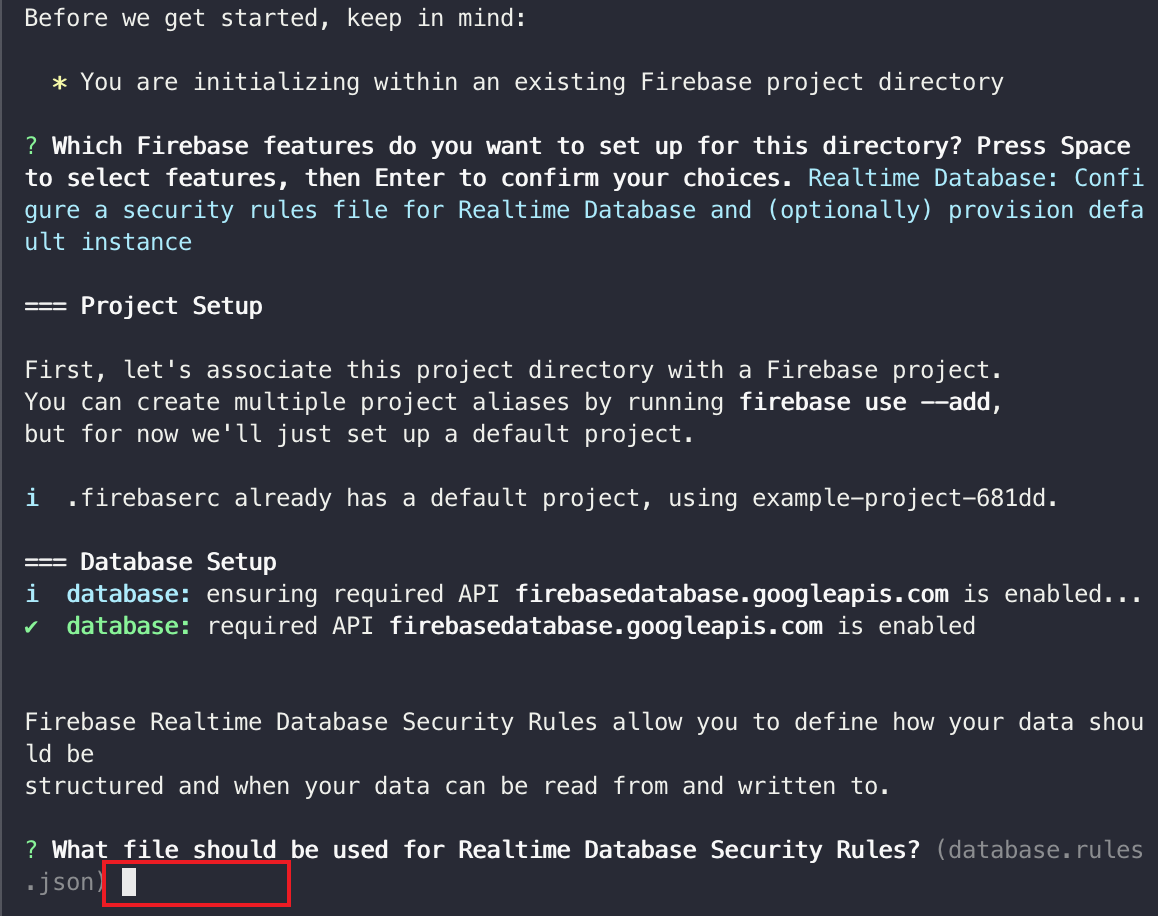 Before we get started, keep in mind:
* You are initializing within an existing Firebase project directory
? Which Firebase features do you want to set up for this directory? Press Space
to select features, then Enter to confirm your choices. Realtime Database: Confi
gure a security rules file for Realtime Database and (optionally) provision defa
ult instance
=== Project Setup
First, let's associate this project directory with a Firebase project.
You can create multiple project aliases by running firebase use --add,
but for now we'll just set up a default project.
i  .firebaserc already has a default project, using example-project-681dd.
=== Database Setup
i  database: ensuring required API firebasedatabase.googleapis.com is enabled...
✔  database: required API firebasedatabase.googleapis.com is enabled
Firebase Realtime Database Security Rules allow you to define how your data shou
ld be
structured and when your data can be read from and written to.
? What file should be used for Realtime Database Security Rules? (database.rules
.json)